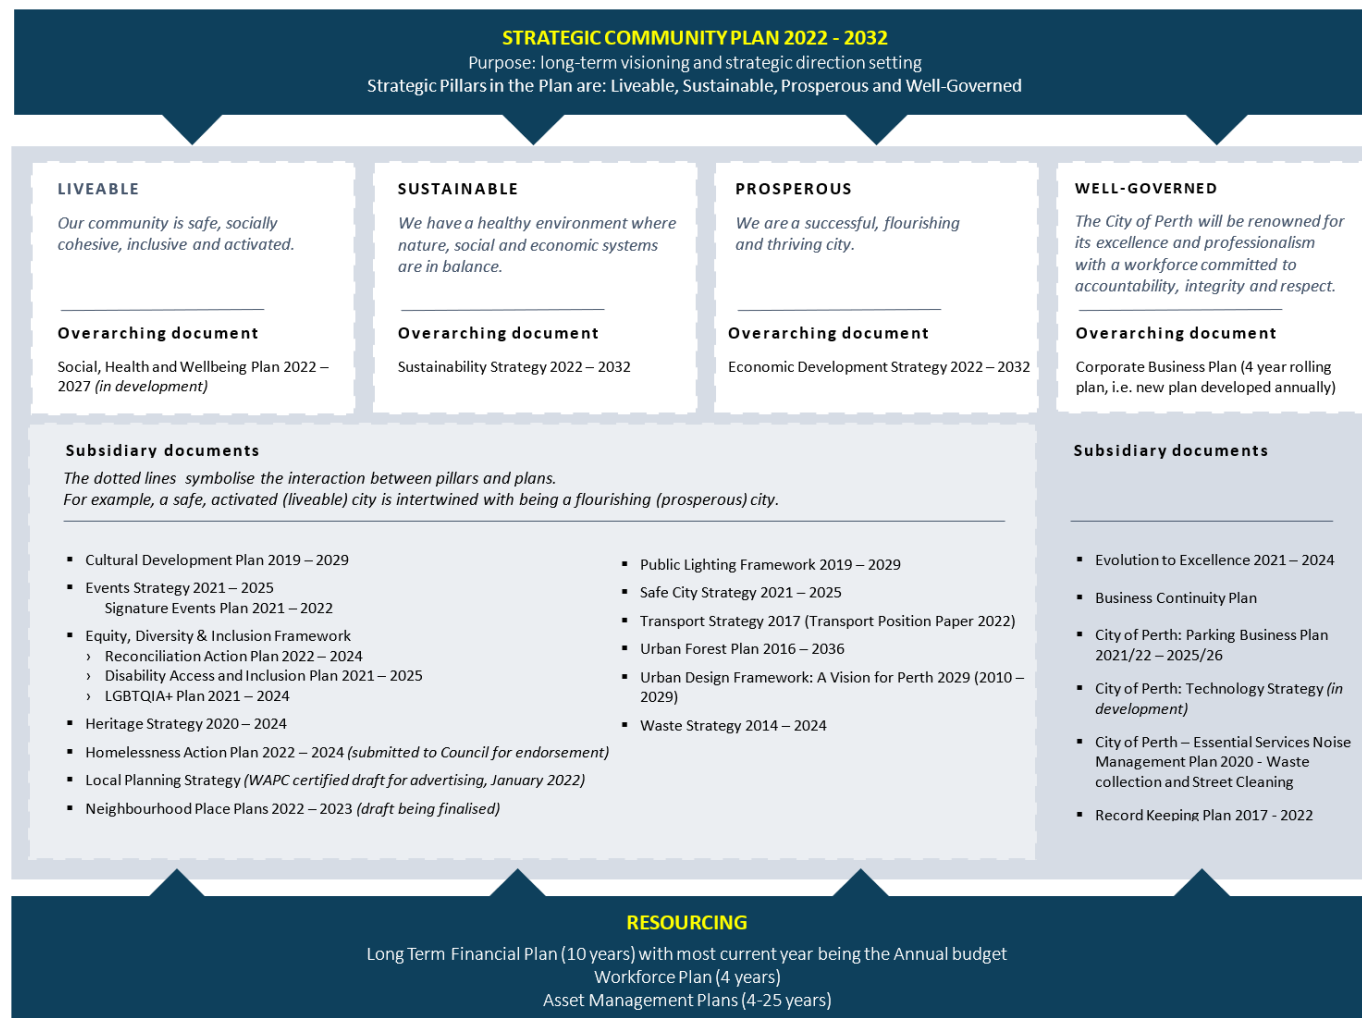 STRATEGIC COMMUNITY PLAN 2022 - 2032
Purpose: long-term visioning and strategic direction setting
Strategic Pillars in the Plan are: Liveable, Sustainable, Prosperous and Well-Governed
LIVEABLE
Our community is safe, socially
cohesive, inclusive and activated.
Overarching document
Social, Health and Wellbeing Plan 2022 –
2027 (in development)
SUSTAINABLE
We have a healthy environment where
nature, social and economic systems
are in balance.
Overarching document
Sustainability Strategy 2022 – 2032
PROSPEROUS
We are a successful, flourishing
and thriving city.
Overarching document
Economic Development Strategy 2022 – 2032
WELL-GOVERNED
The City of Perth will be renowned for
its excellence and professionalism
with a workforce committed to
accountability, integrity and respect.
Overarching document
Corporate Business Plan (4 year rolling
plan, i.e. new plan developed annually)
Subsidiary documents
The dotted lines symbolise the interaction between pillars and plans.
For example, a safe, activated (liveable) city is intertwined with being a flourishing (prosperous) city.
▪ Cultural Development Plan 2019 – 2029
▪ Events Strategy 2021 – 2025
Signature Events Plan 2021 – 2022
▪ Equity, Diversity & Inclusion Framework
› Reconciliation Action Plan 2022 – 2024
› Disability Access and Inclusion Plan 2021 – 2025
› LGBTQIA+ Plan 2021 – 2024
▪ Heritage Strategy 2020 – 2024
▪ Homelessness Action Plan 2022 – 2024 (submitted to Council for endorsement)
▪ Local Planning Strategy (WAPC certified draft for advertising, January 2022)
▪ Neighbourhood Place Plans 2022 – 2023 (draft being finalised)
▪ Public Lighting Framework 2019 – 2029
▪ Safe City Strategy 2021 – 2025
▪ Transport Strategy 2017 (Transport Position Paper 2022)
▪ Urban Forest Plan 2016 – 2036
▪ Urban Design Framework: A Vision for Perth 2029 (2010 –
2029)
▪ Waste Strategy 2014 – 2024
Subsidiary documents
▪ Evolution to Excellence 2021 – 2024
▪ Business Continuity Plan
▪ City of Perth: Parking Business Plan
2021/22 – 2025/26
▪ City of Perth: Technology Strategy (in
development)
▪ City of Perth – Essential Services Noise
Management Plan 2020 - Waste
collection and Street Cleaning
▪ Record Keeping Plan 2017 - 2022
RESOURCING
Long Term Financial Plan (10 years) with most current year being the Annual budget
Workforce Plan (4 years)
Asset Management Plans (4-25 years)